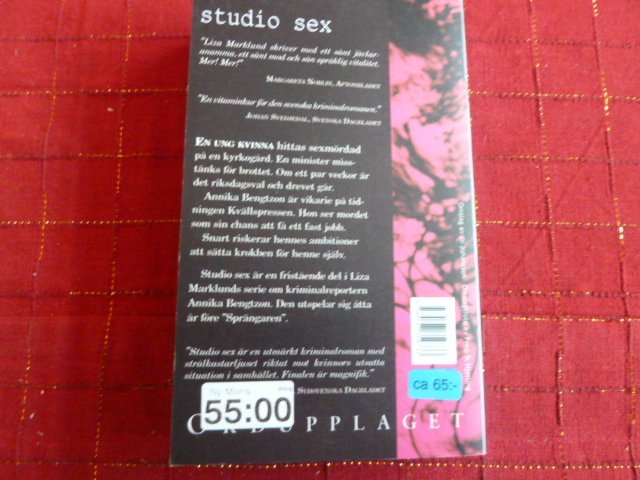 studio sex
"Liza Marklund skriver med ett sånt jävlar-
anamma, ett sånt mod och sån språklig vitalitet.
Mer! Mer!"
MARGARETA NORLIN, AFTONBLADET
"En vitaminkur för den svenska kriminalromanen."
JOHAN SVEDJEDAL, SVENSKA DAGBLADET
EN UNG KVINNA hittas sexmördad
på en kyrkogård. En minister miss-
tänks för brottet. Om ett par veckor är
det riksdagsval och drevet går.
Annika Bengtzon är vikarie på tid-
ningen Kvällspressen. Hon ser mordet
som sin chans att få ett fast jobb.
Snart riskerar hennes ambitioner
att sätta krokben för henne själv.
Studio sex är en fristående del i Liza
Marklunds serie om kriminalreportern
Annika Bengtzon. Den utspelar sig åtta
år före "Sprängaren".
"Studio sex är en utmärkt kriminalroman med
strålkastarljuset riktat mot kvinnors utsatta
situation i samhället. Finalen är magnifik."
SYDSVENSKA DAGBLADET
55:00
ca 65:-
ORDUPPLAGET